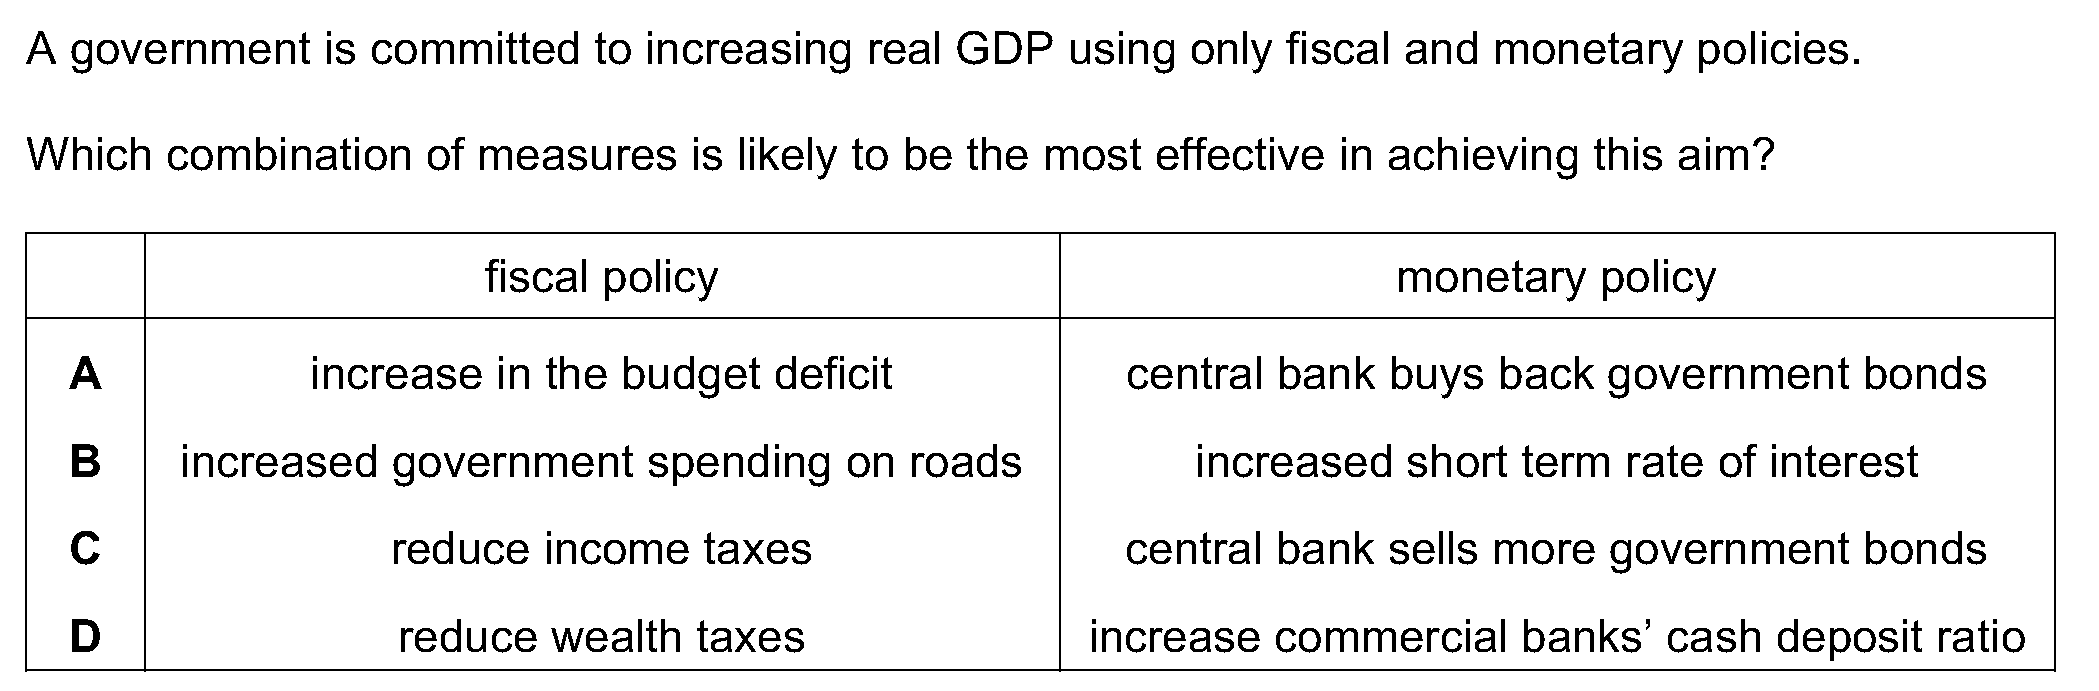 A government is committed to increasing real GDP using only fiscal and monetary policies.
Which combination of measures is likely to be the most effective in achieving this aim?
fiscal policy monetary policy
A increase in the budget deficit central bank buys back government bonds
B increased government spending on roads increased short term rate of interest
C reduce income taxes central bank sells more government bonds
D reduce wealth taxes increase commercial banks’ cash deposit ratio